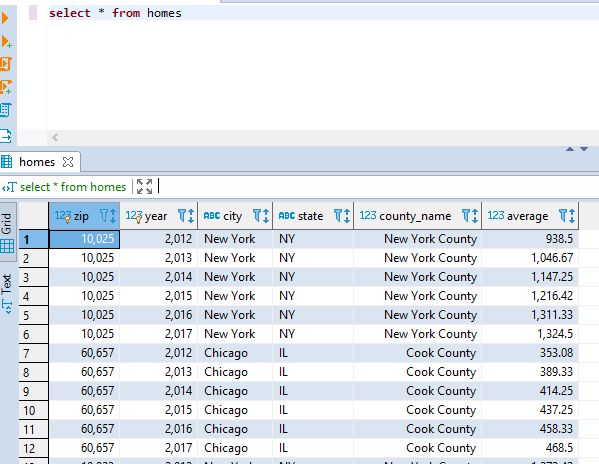 select * from homes
homes
select * from homes
Grid
Text
123 zip 123 year ABC city ABC state 123 county_name 123 average
1 10,025 2,012 New York NY New York County 938.5
2 10,025 2,013 New York NY New York County 1,046.67
3 10,025 2,014 New York NY New York County 1,147.25
4 10,025 2,015 New York NY New York County 1,216.42
5 10,025 2,016 New York NY New York County 1,311.33
6 10,025 2,017 New York NY New York County 1,324.5
7 60,657 2,012 Chicago IL Cook County 353.08
8 60,657 2,013 Chicago IL Cook County 389.33
9 60,657 2,014 Chicago IL Cook County 414.25
10 60,657 2,015 Chicago IL Cook County 437.25
11 60,657 2,016 Chicago IL Cook County 458.33
12 60,657 2,017 Chicago IL Cook County 468.5